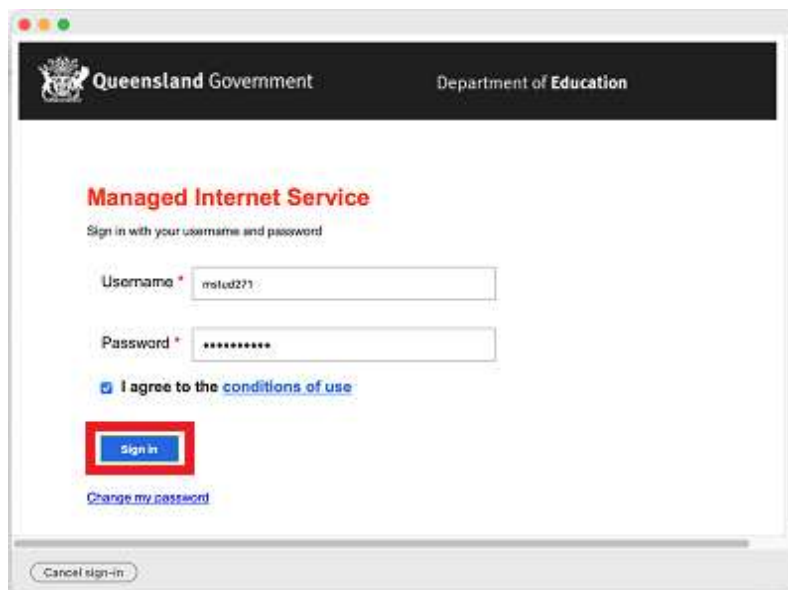 Queensland Government
Department of Education
Managed Internet Service
Sign in with your username and password
Username *
mstud271
Password *
I agree to the conditions of use
Sign in
Change my password
Cancel sign-in